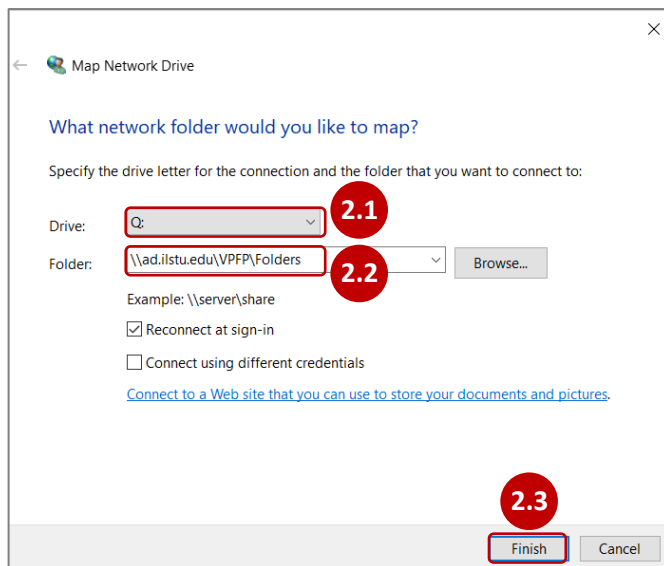 Map Network Drive
What network folder would you like to map?
Specify the drive letter for the connection and the folder that you want to connect to:
Drive: Q: 2.1
Folder: \\ad.ilstu.edu\VPFP\Folders 2.2 Browse...
Example: \\server\share
Reconnect at sign-in
Connect using different credentials
Connect to a Web site that you can use to store your documents and pictures.
2.3
Finish Cancel